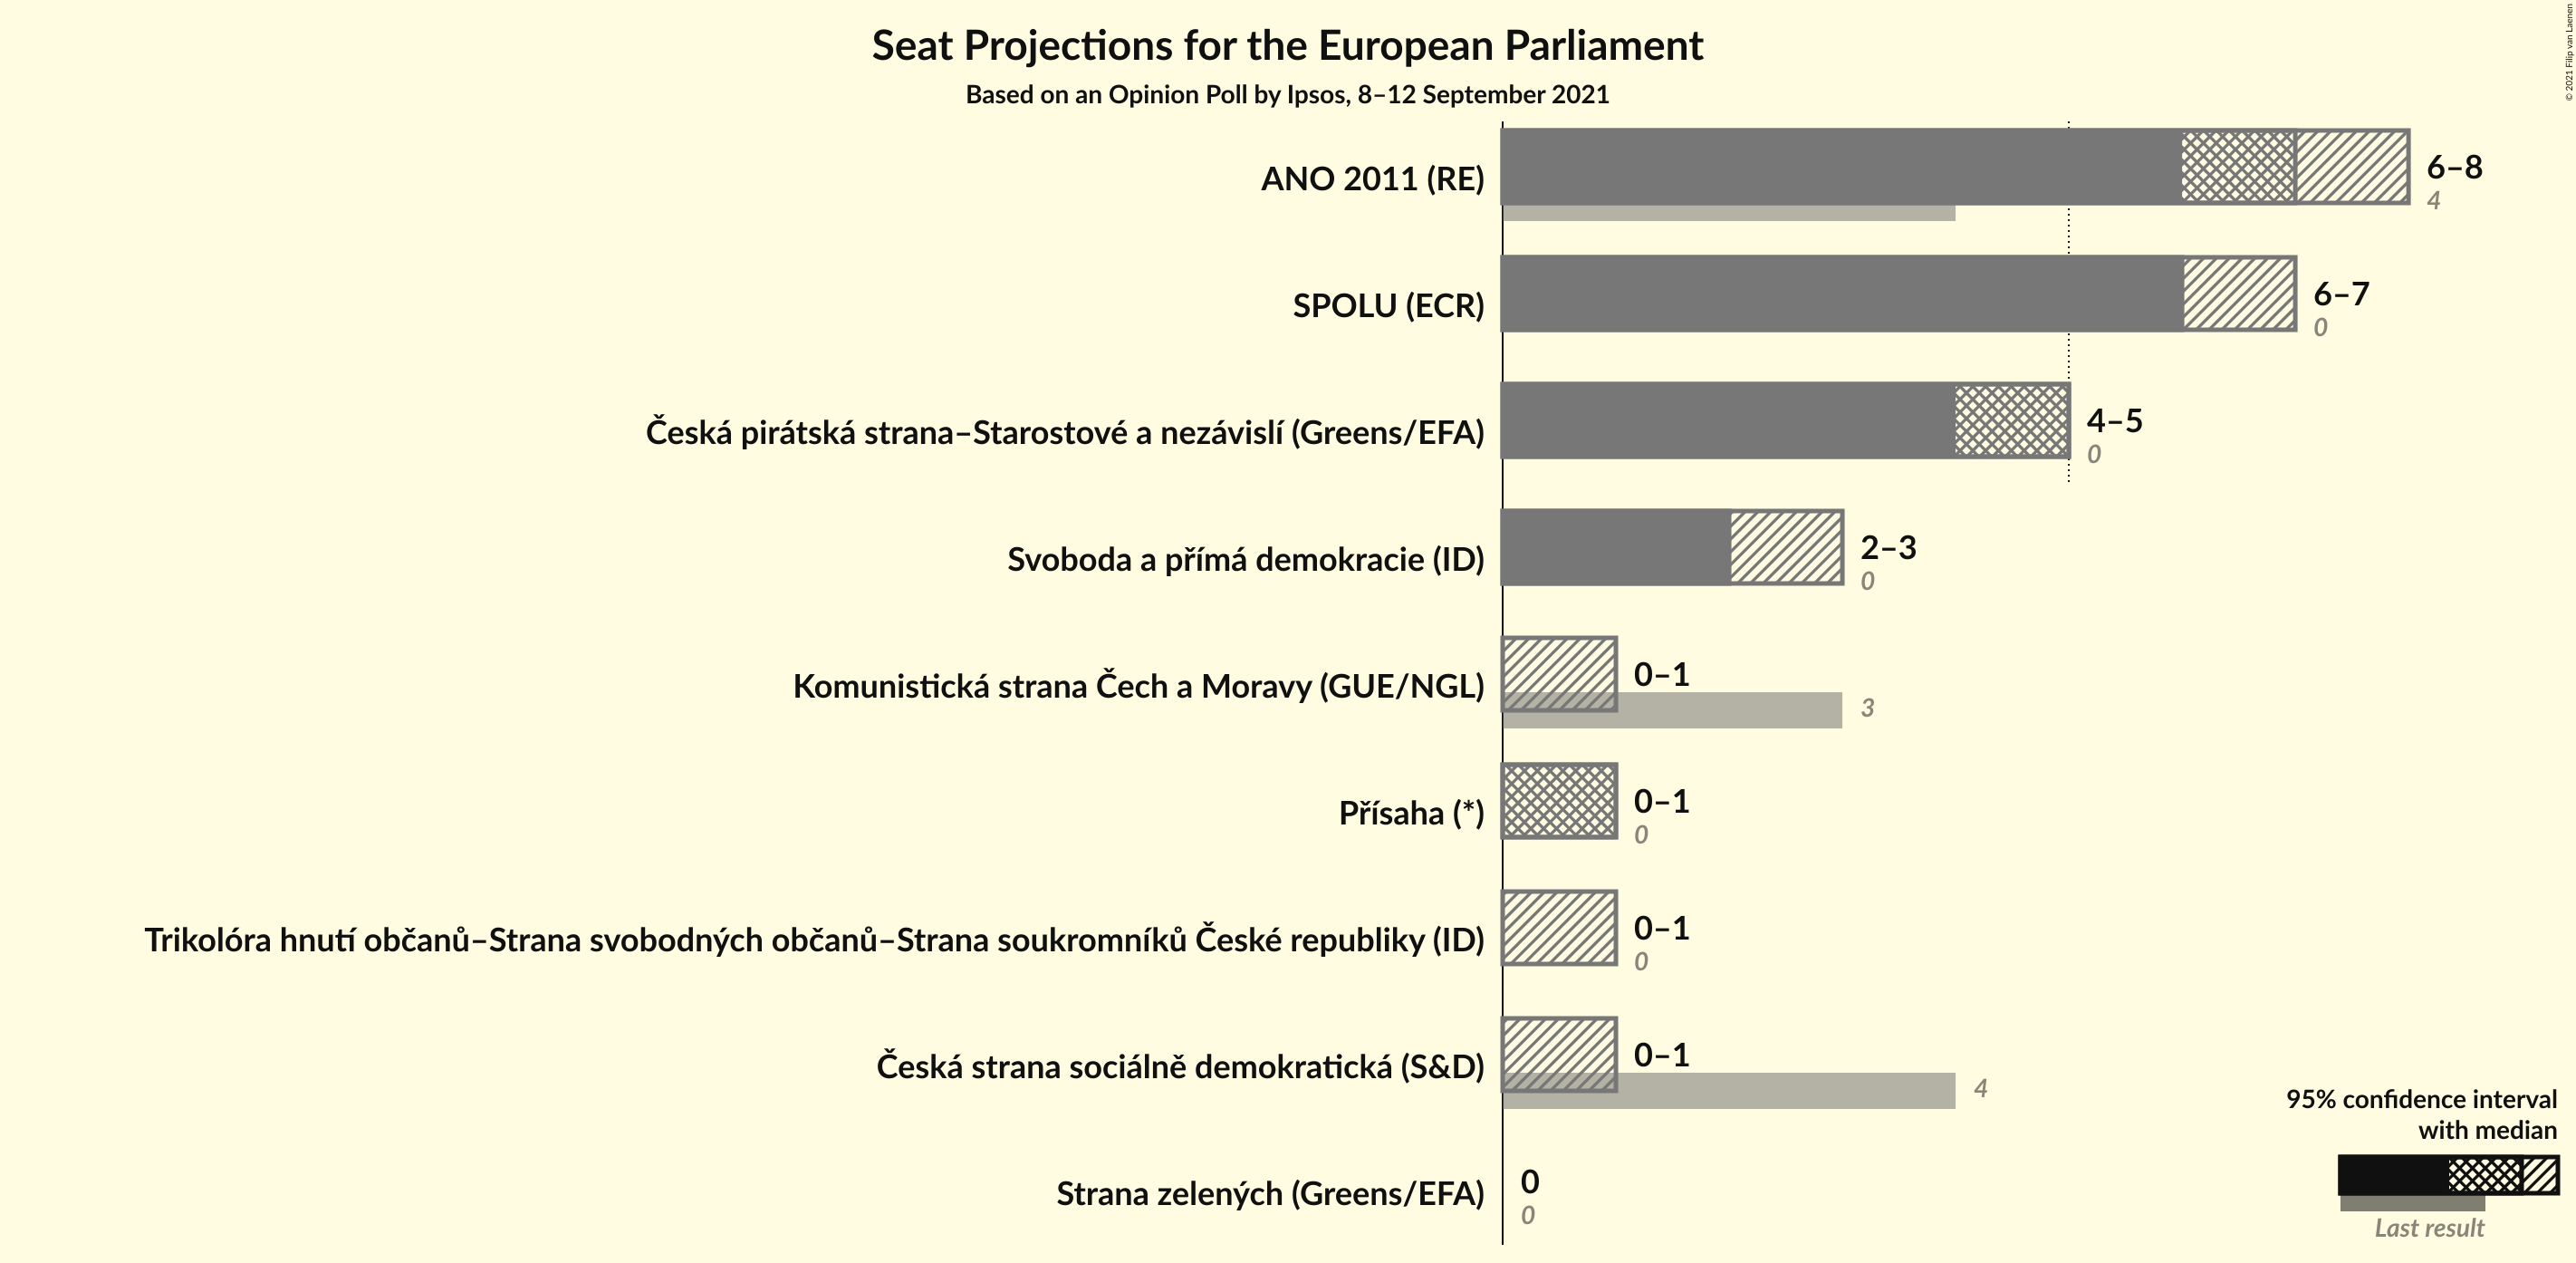 Seat Projections for the European Parliament
Based on an Opinion Poll by Ipsos, 8–12 September 2021
© 2021 Filip van Laenen
ANO 2011 (RE)
6–8
4
SPOLU (ECR)
6–7
0
Česká pirátská strana–Starostové a nezávislí (Greens/EFA)
4–5
0
Svoboda a přímá demokracie (ID)
2–3
0
Komunistická strana Čech a Moravy (GUE/NGL)
0–1
3
Přísaha (*)
0–1
0
Trikolóra hnutí občanů–Strana svobodných občanů–Strana soukromníků České republiky (ID)
0–1
0
Česká strana sociálně demokratická (S&D)
0–1
4
Strana zelených (Greens/EFA)
0
0
95% confidence interval
with median
Last result